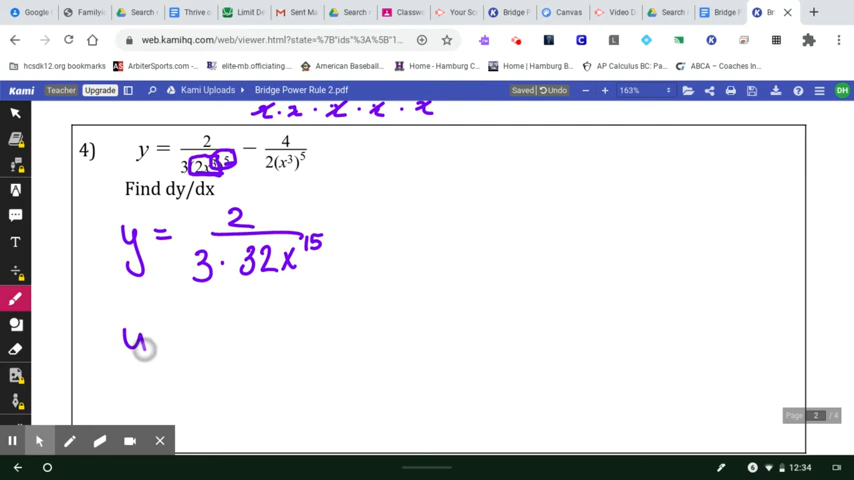 Google
Familyie
Search r
Thrive c
Limit De
Sent Ma
Search r
Classw
Your Sc
Bridge P
Canvas
Video D
Search r
Bridge P
Br
web.kamihq.com/web/viewer.html?state=%7B"ids"%3A%5B"1...
hcsdk12.org bookmarks
ArbiterSports.com -...
elite-mb.officiating...
American Baseball...
Home - Hamburg C...
Home | Hamburg B...
AP Calculus BC: Pa...
ABCA – Coaches In...
Kami Teacher Upgrade Kami Uploads > Bridge Power Rule 2.pdf Saved Undo 163% DH
x · x · x · x · x
4) y = 2/(3(2x³)⁵) − 4/(2(x³)⁵)
Find dy/dx
y = 2/(3 · 32x¹⁵)
y
Page 2 / 4
6 12:34